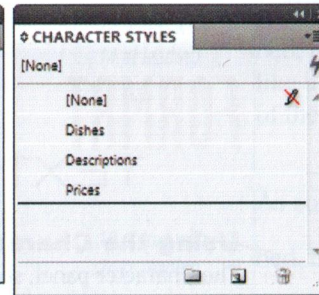 CHARACTER STYLES
[None]
[None]
Dishes
Descriptions
Prices